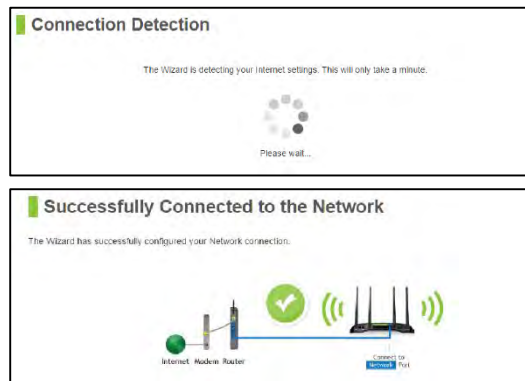 Connection Detection
The Wizard is detecting your Internet settings. This will only take a minute.
Please wait...
Successfully Connected to the Network
The Wizard has successfully configured your Network connection.
Internet Modem Router
Connect to
Network Port